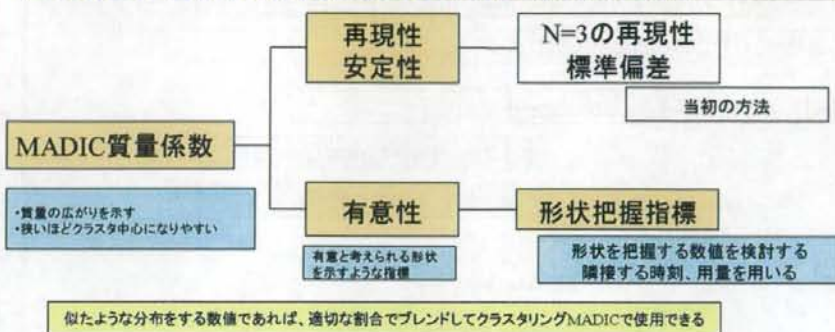 再現性
安定性
N=3の再現性
標準偏差
当初の方法
MADIC質量係数
・質量の広がりを示す
・狭いほどクラスタ中心になりやすい
有意性
形状把握指標
有意と考えられる形状
を示すような指標
形状を把握する数値を検討する
隣接する時刻、用量を用いる
似たような分布をする数値であれば、適切な割合でブレンドしてクラスタリングMADICで使用できる